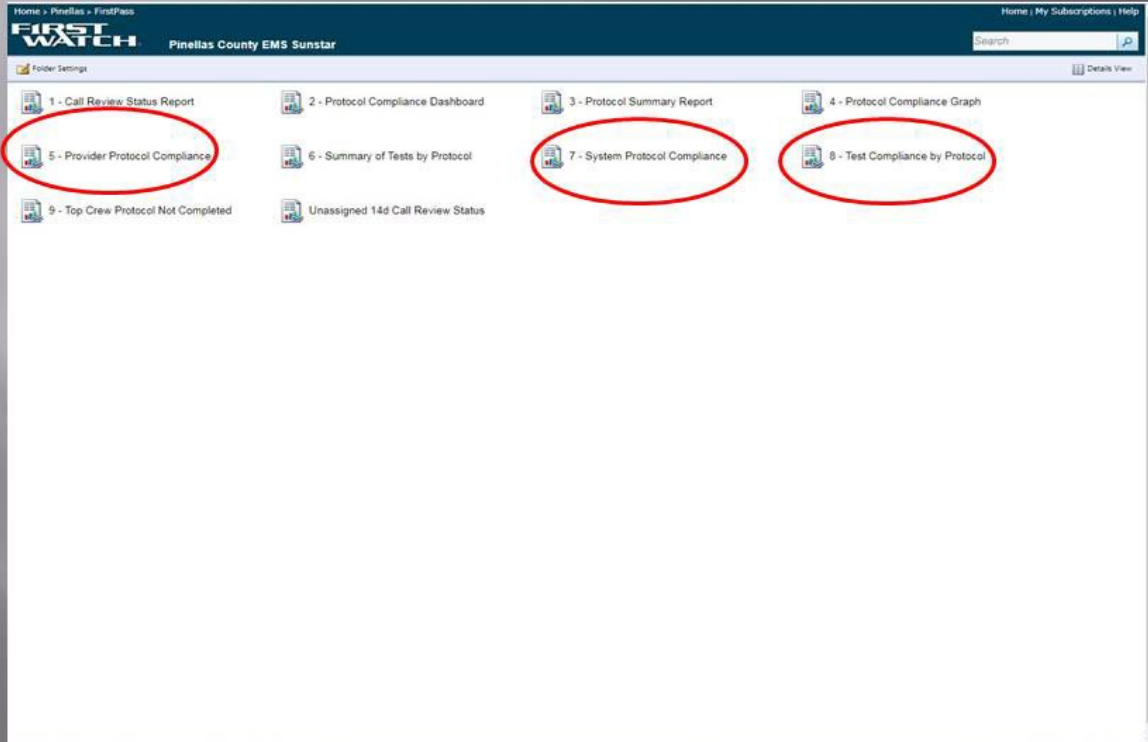 Home > Pinellas > FirstPass
Home | My Subscriptions | Help
FIRST
WATCH
Pinellas County EMS Sunstar
Search
Folder Settings
Details View
1 - Call Review Status Report
2 - Protocol Compliance Dashboard
3 - Protocol Summary Report
4 - Protocol Compliance Graph
5 - Provider Protocol Compliance
6 - Summary of Tests by Protocol
7 - System Protocol Compliance
8 - Test Compliance by Protocol
9 - Top Crew Protocol Not Completed
Unassigned 14d Call Review Status